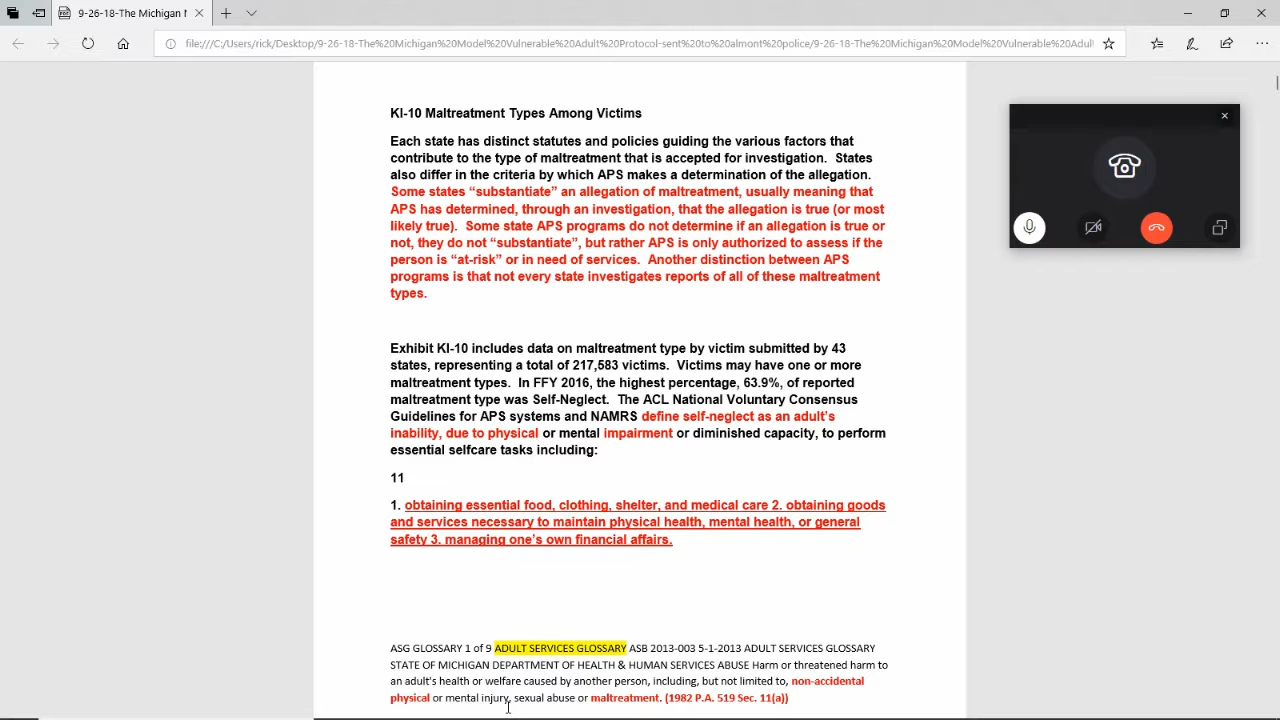 9-26-18-The Michigan M
file:///C:/Users/rick/Desktop/9-26-18-The%20Michigan%20Model%20Vulnerable%20Adult%20Protocol-sent%20to%20almont%20police/9-26-18-The%20Michigan%20Model%20Vulnerable%20Adul
KI-10 Maltreatment Types Among Victims
Each state has distinct statutes and policies guiding the various factors that
contribute to the type of maltreatment that is accepted for investigation. States
also differ in the criteria by which APS makes a determination of the allegation.
Some states “substantiate” an allegation of maltreatment, usually meaning that
APS has determined, through an investigation, that the allegation is true (or most
likely true). Some state APS programs do not determine if an allegation is true or
not, they do not “substantiate”, but rather APS is only authorized to assess if the
person is “at-risk” or in need of services. Another distinction between APS
programs is that not every state investigates reports of all of these maltreatment
types.
Exhibit KI-10 includes data on maltreatment type by victim submitted by 43
states, representing a total of 217,583 victims. Victims may have one or more
maltreatment types. In FFY 2016, the highest percentage, 63.9%, of reported
maltreatment type was Self-Neglect. The ACL National Voluntary Consensus
Guidelines for APS systems and NAMRS define self-neglect as an adult’s
inability, due to physical or mental impairment or diminished capacity, to perform
essential selfcare tasks including:
11
1. obtaining essential food, clothing, shelter, and medical care 2. obtaining goods
and services necessary to maintain physical health, mental health, or general
safety 3. managing one’s own financial affairs.
ASG GLOSSARY 1 of 9 ADULT SERVICES GLOSSARY ASB 2013-003 5-1-2013 ADULT SERVICES GLOSSARY
STATE OF MICHIGAN DEPARTMENT OF HEALTH & HUMAN SERVICES ABUSE Harm or threatened harm to
an adult's health or welfare caused by another person, including, but not limited to, non-accidental
physical or mental injury, sexual abuse or maltreatment. (1982 P.A. 519 Sec. 11(a))